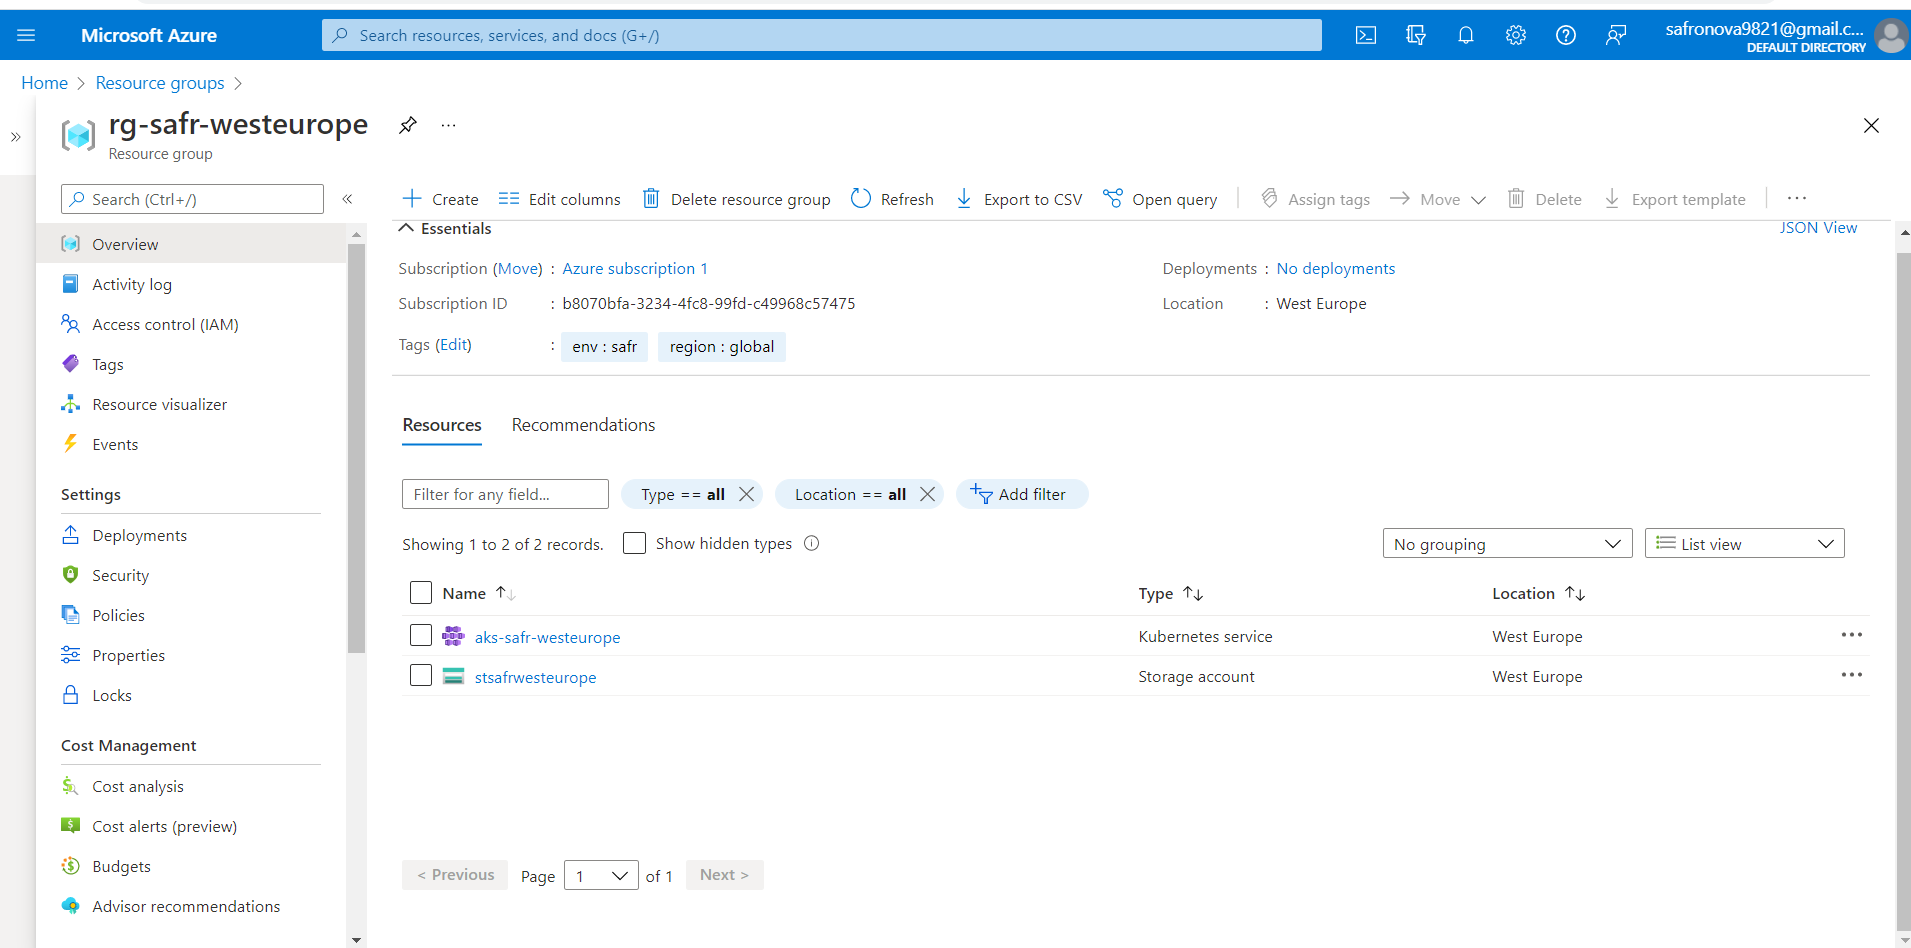 Microsoft Azure
Search resources, services, and docs (G+/)
safronova9821@gmail.c...
DEFAULT DIRECTORY
Home > Resource groups >
rg-safr-westeurope
Resource group
Search (Ctrl+/)
Overview
Activity log
Access control (IAM)
Tags
Resource visualizer
Events
Settings
Deployments
Security
Policies
Properties
Locks
Cost Management
Cost analysis
Cost alerts (preview)
Budgets
Advisor recommendations
Create Edit columns Delete resource group Refresh Export to CSV Open query Assign tags Move Delete Export template
Essentials JSON View
Subscription (Move) : Azure subscription 1 Deployments : No deployments
Subscription ID : b8070bfa-3234-4fc8-99fd-c49968c57475 Location : West Europe
Tags (Edit) : env : safr region : global
Resources Recommendations
Filter for any field... Type == all Location == all Add filter
Showing 1 to 2 of 2 records. Show hidden types No grouping List view
Name Type Location
aks-safr-westeurope Kubernetes service West Europe
stsafrwesteurope Storage account West Europe
< Previous Page 1 of 1 Next >